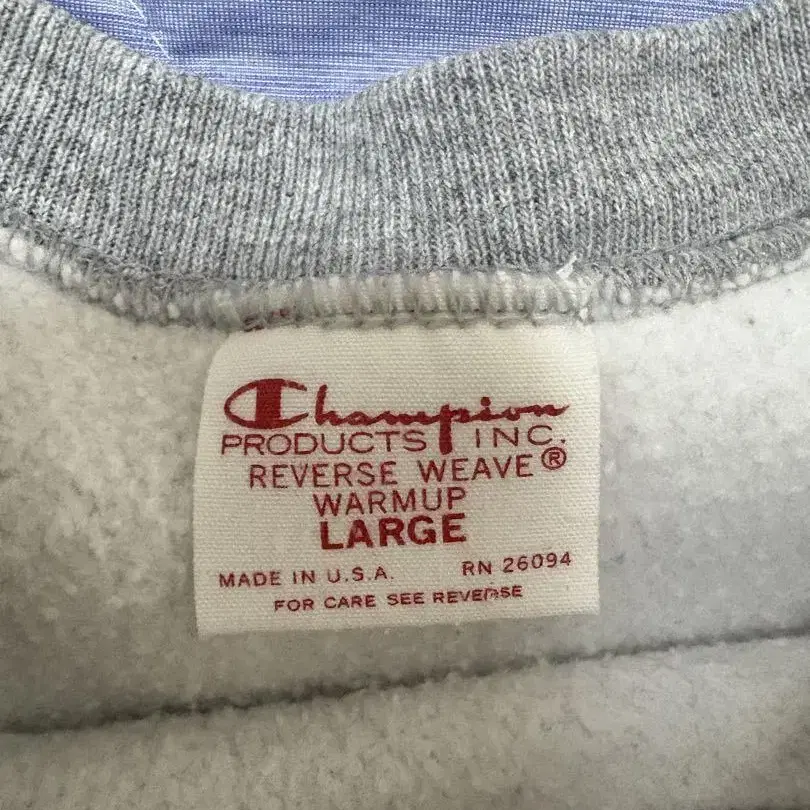 Champion
PRODUCTS INC.
REVERSE WEAVE®
WARMUP
LARGE
MADE IN U.S.A. RN 26094
FOR CARE SEE REVERSE